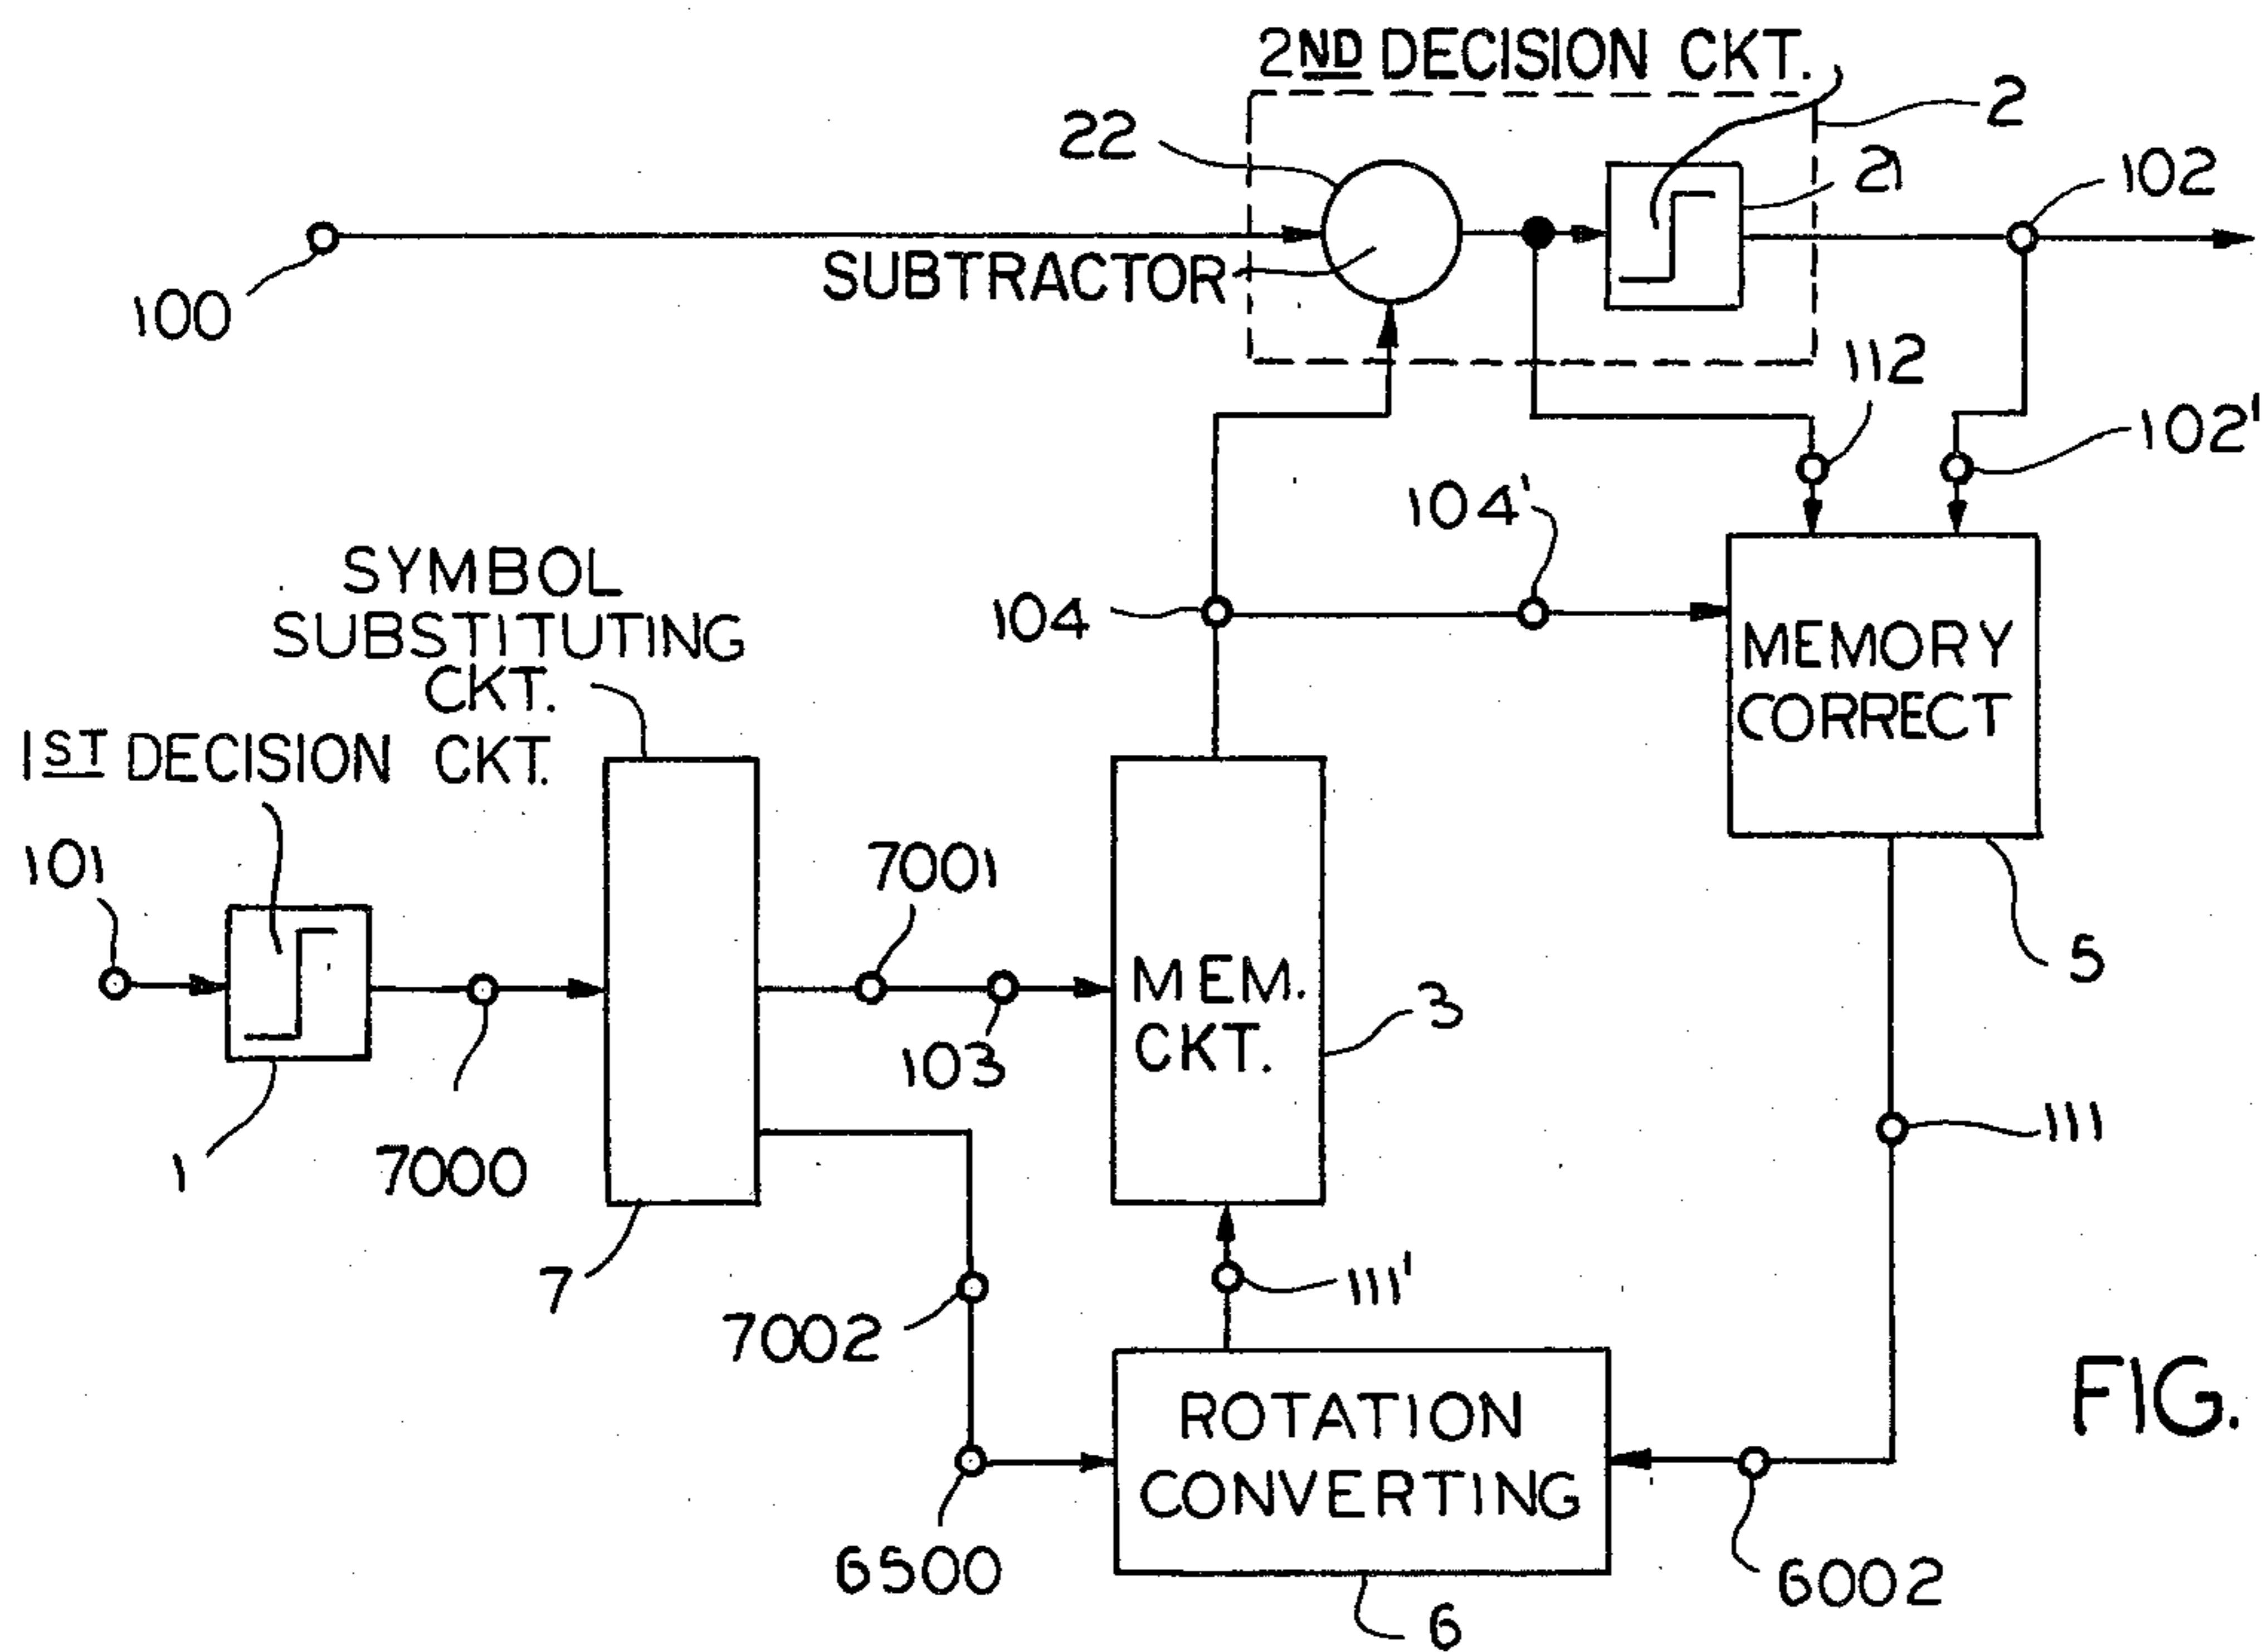 2ND DECISION CKT.
2
22
21
102
100
SUBTRACTOR
112
102'
104'
104
SYMBOL
SUBSTITUTING
CKT.
MEMORY
CORRECT
1ST DECISION CKT.
101
7001
MEM.
CKT.
3
5
103
111
1
7000
7
111'
7002
ROTATION
CONVERTING
FIG.
6500
6002
6